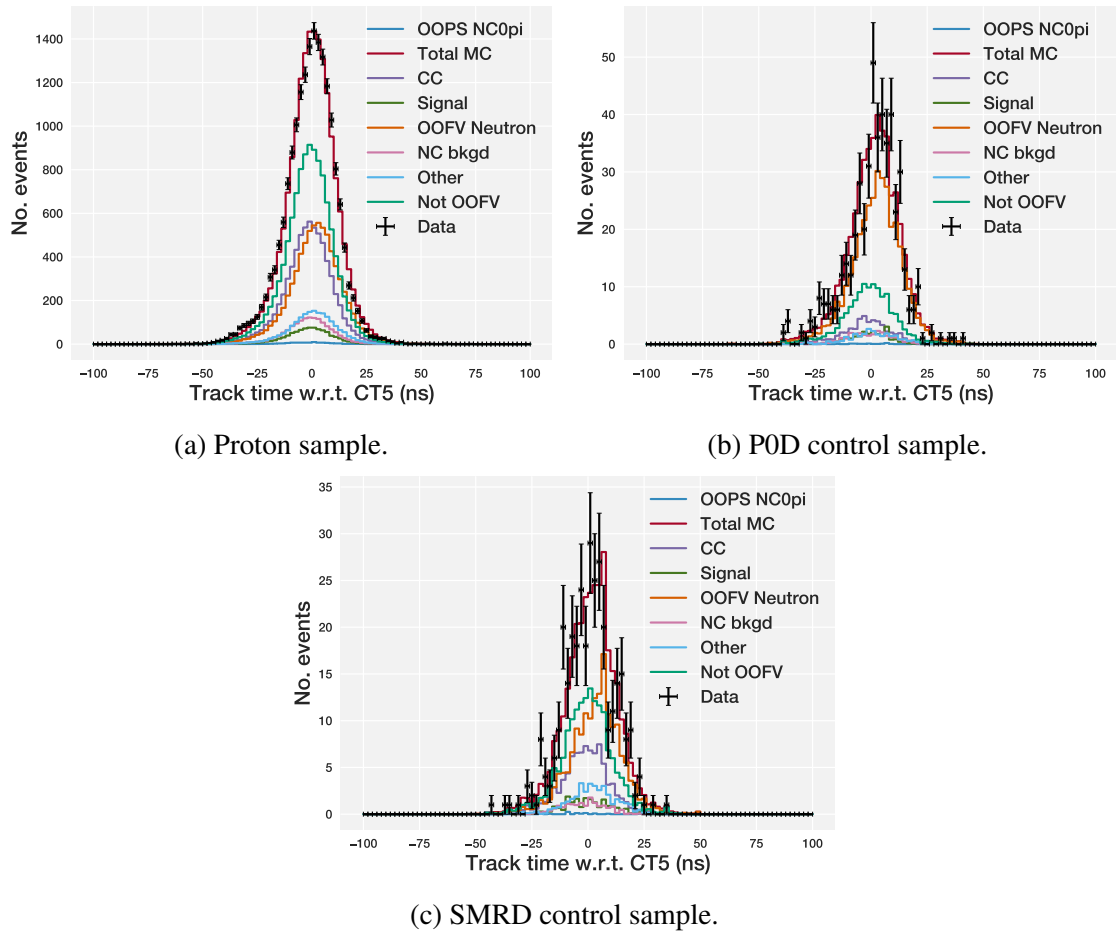 1400
1200
1000
800
600
400
200
0
No. events
OOPS NC0pi
Total MC
CC
Signal
OOFV Neutron
NC bkgd
Other
Not OOFV
Data
−100 −75 −50 −25 0 25 50 75 100
Track time w.r.t. CT5 (ns)
(a) Proton sample.
50
40
30
20
10
0
No. events
OOPS NC0pi
Total MC
CC
Signal
OOFV Neutron
NC bkgd
Other
Not OOFV
Data
−100 −75 −50 −25 0 25 50 75 100
Track time w.r.t. CT5 (ns)
(b) P0D control sample.
35
30
25
20
15
10
5
0
No. events
OOPS NC0pi
Total MC
CC
Signal
OOFV Neutron
NC bkgd
Other
Not OOFV
Data
−100 −75 −50 −25 0 25 50 75 100
Track time w.r.t. CT5 (ns)
(c) SMRD control sample.